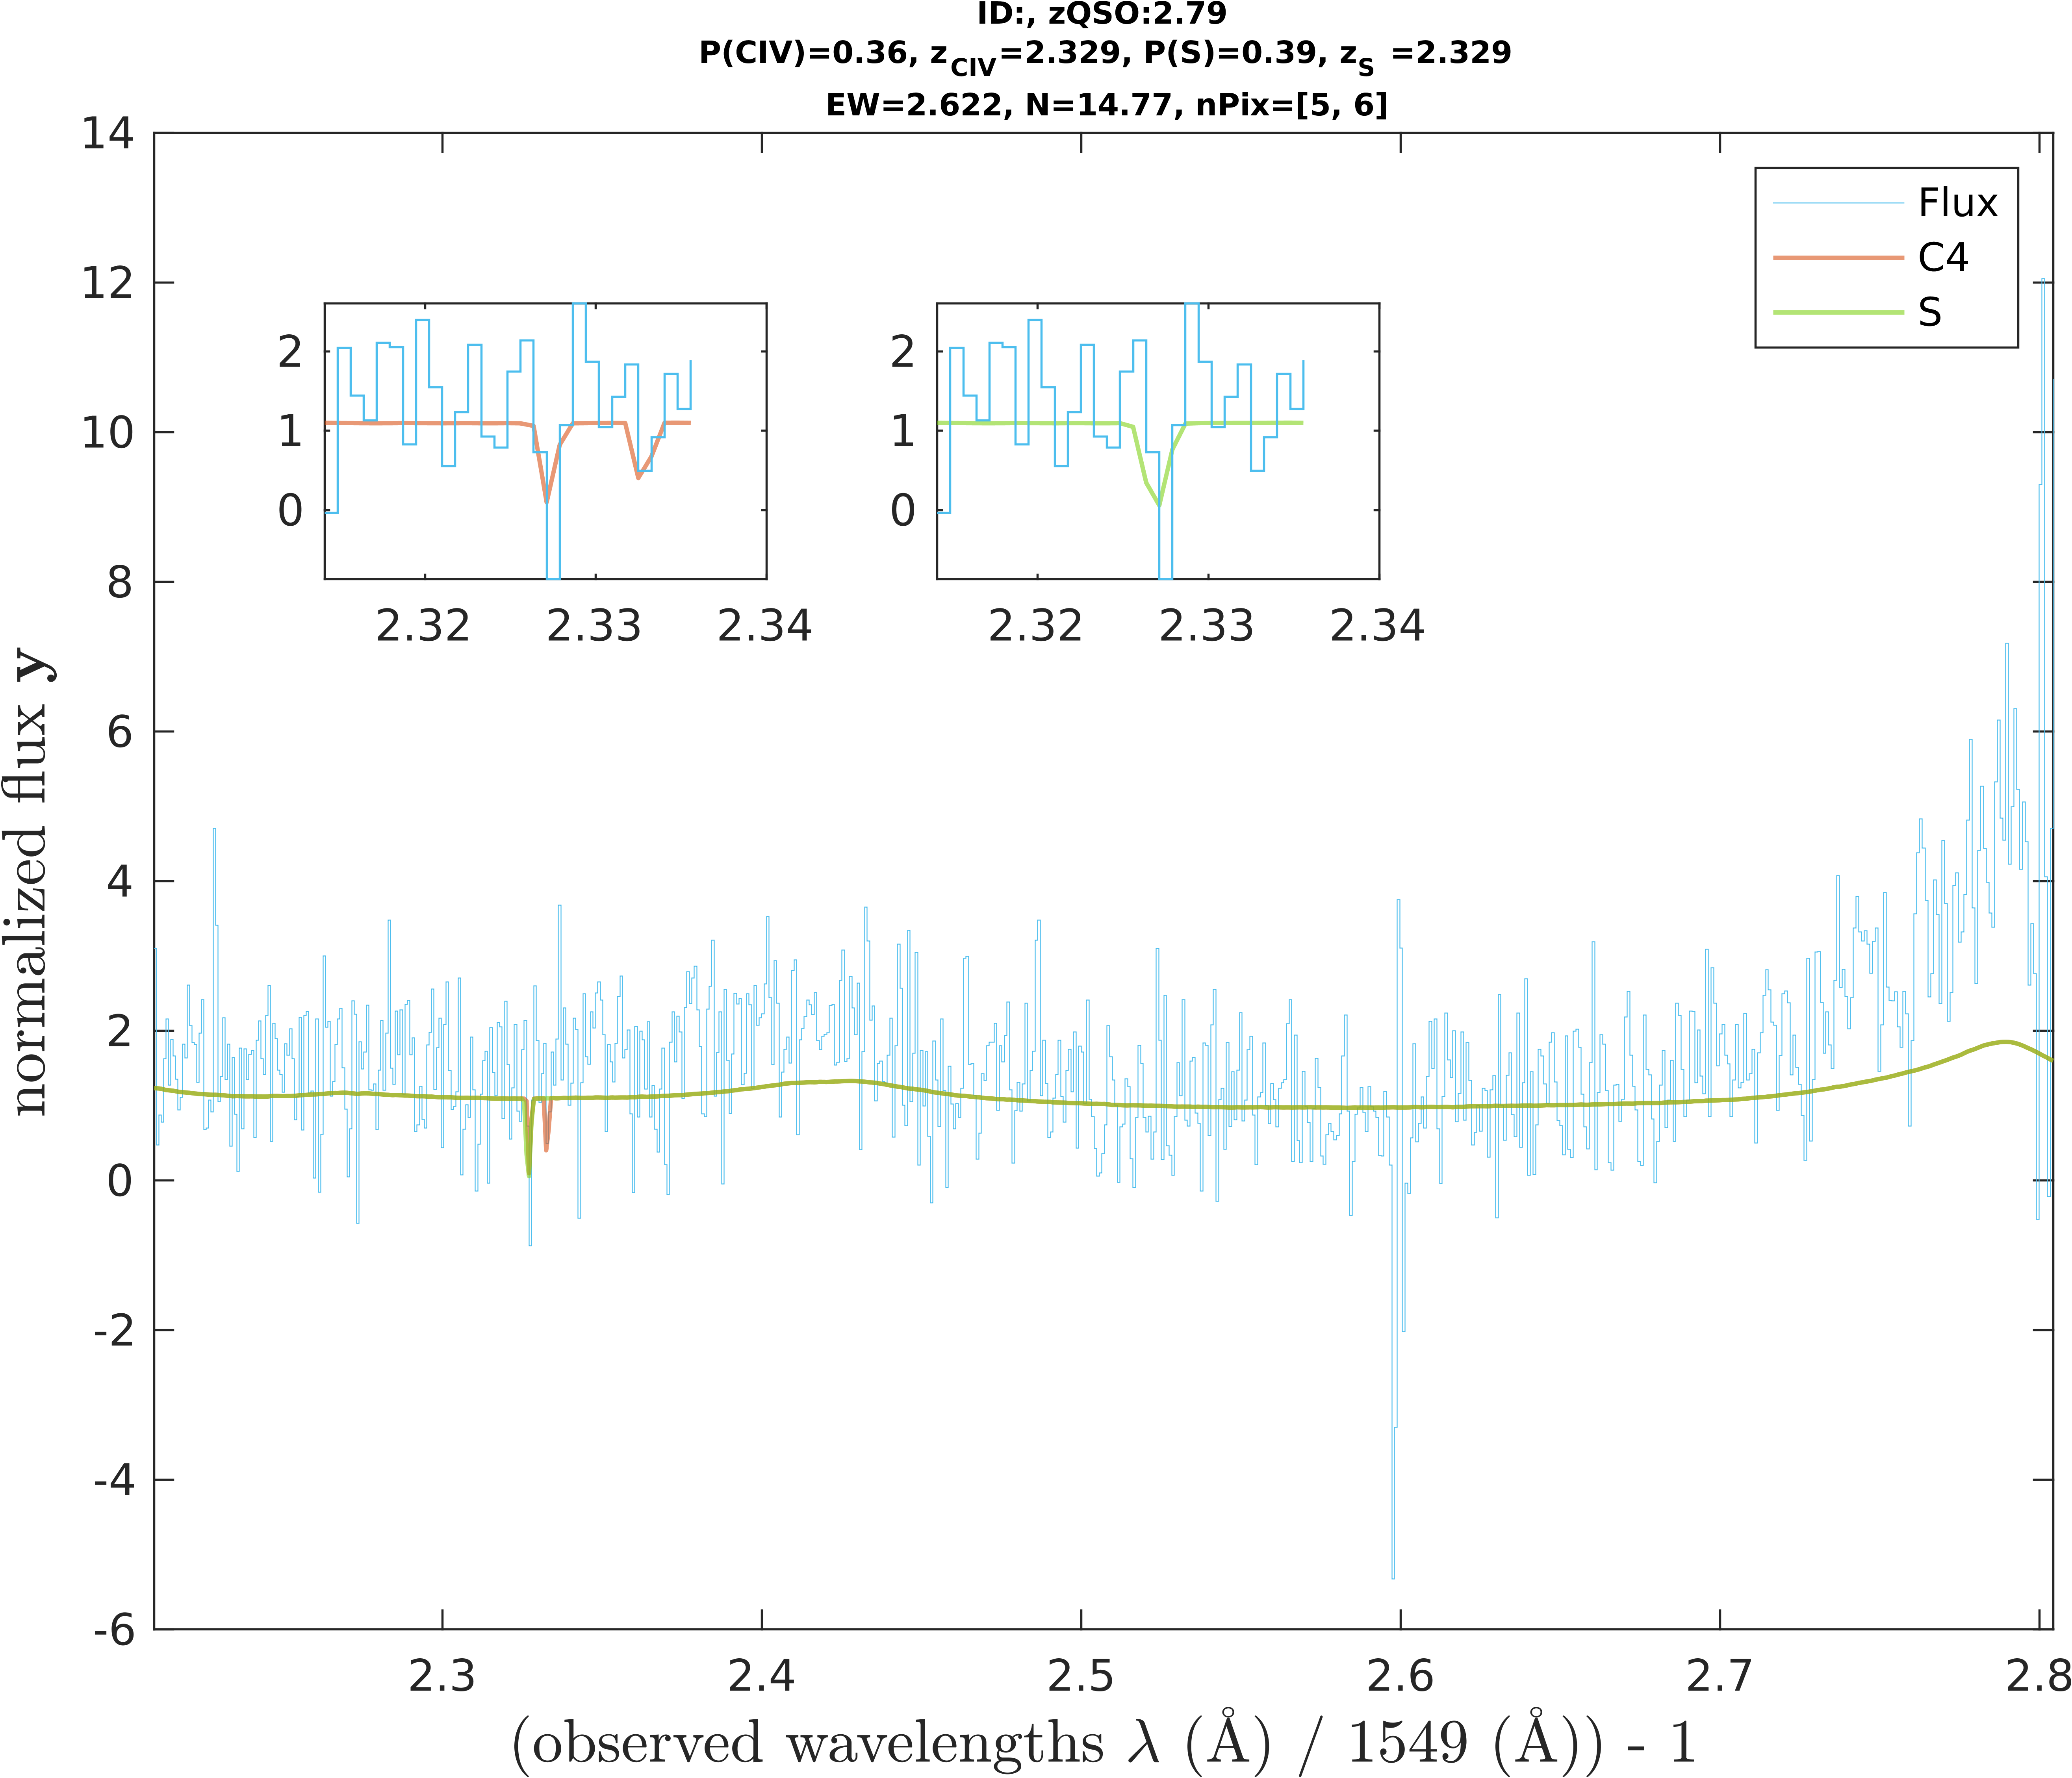 ID:, zQSO:2.79
P(CIV)=0.36, z_CIV=2.329, P(S)=0.39, z_S =2.329
EW=2.622, N=14.77, nPix=[5, 6]
14
12
10
8
6
4
2
0
-2
-4
-6
normalized flux y
Flux
C4
S
2
1
0
2.32 2.33 2.34
2
1
0
2.32 2.33 2.34
2.3 2.4 2.5 2.6 2.7 2.8
(observed wavelengths λ (Å) / 1549 (Å)) - 1